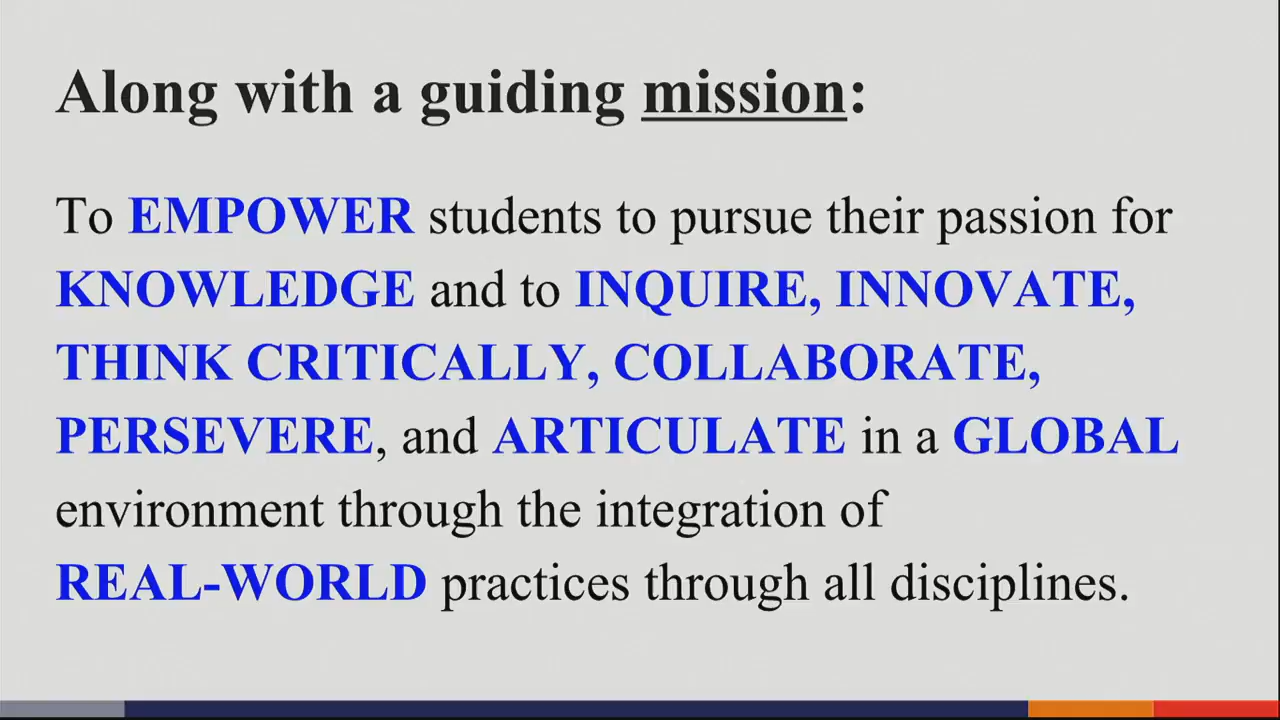 Along with a guiding mission:
To EMPOWER students to pursue their passion for
KNOWLEDGE and to INQUIRE, INNOVATE,
THINK CRITICALLY, COLLABORATE,
PERSEVERE, and ARTICULATE in a GLOBAL
environment through the integration of
REAL-WORLD practices through all disciplines.